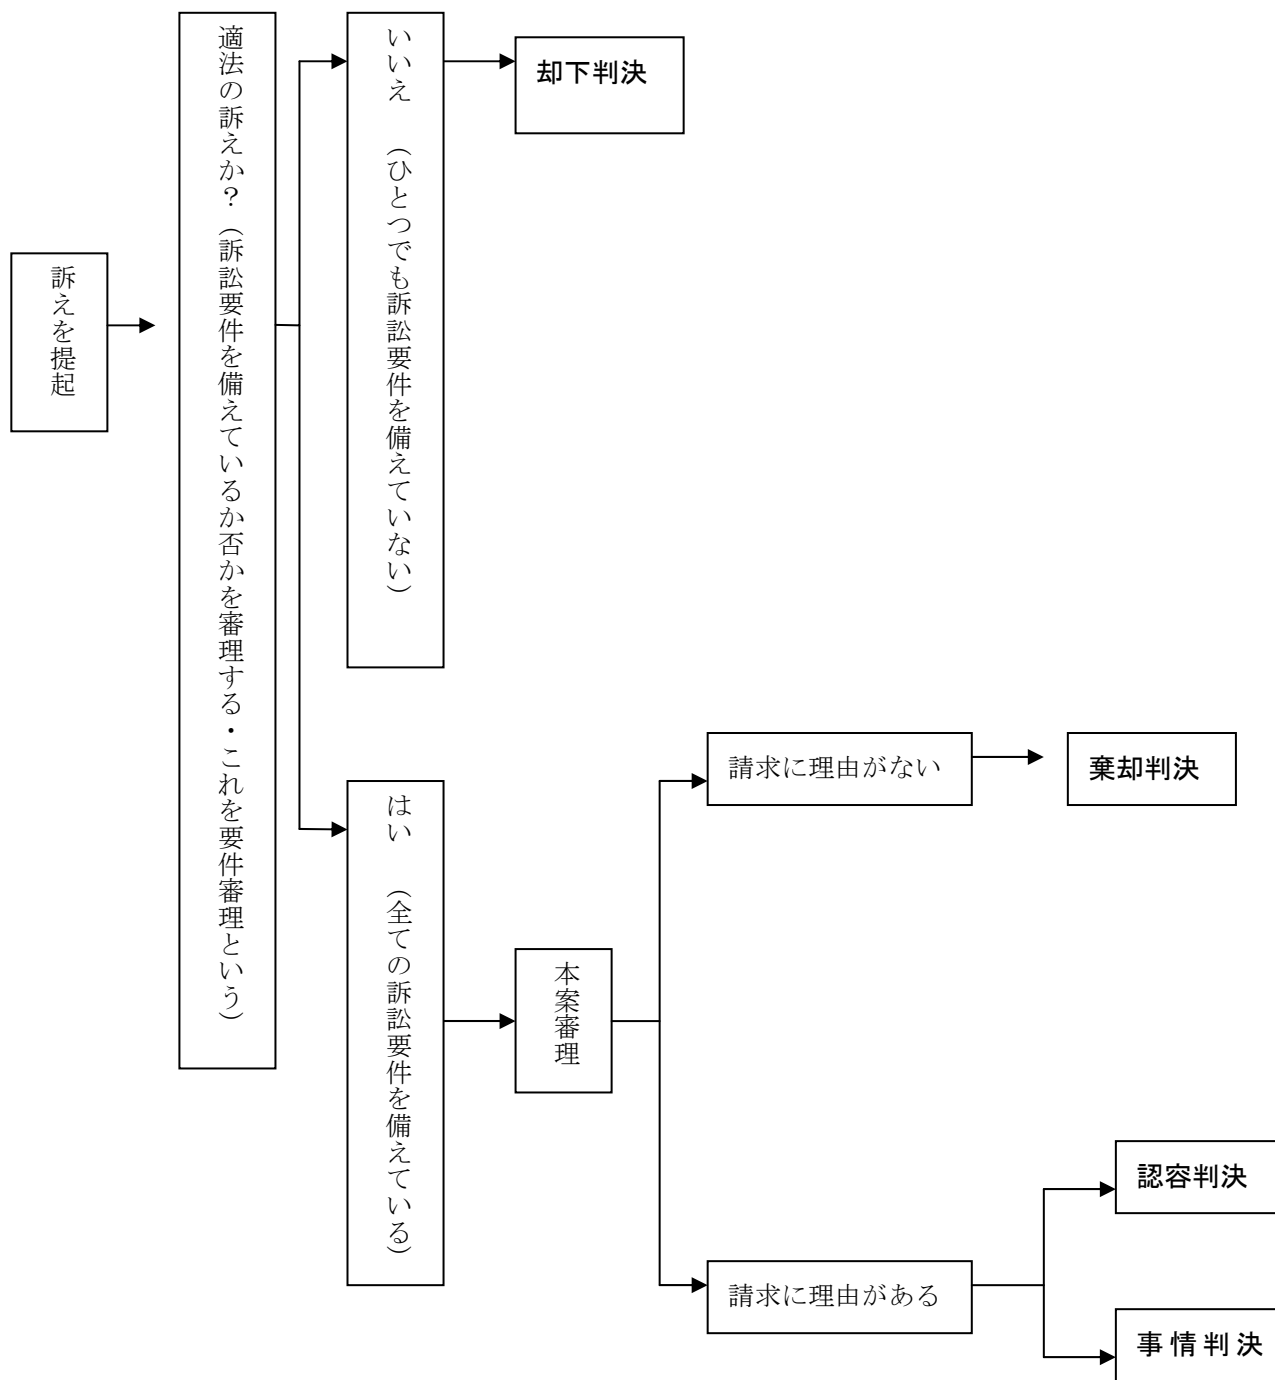 訴えを提起
適法の訴えか？（訴訟要件を備えているか否かを審理する・これを要件審理という）
いいえ　（ひとつでも訴訟要件を備えていない）
却下判決
はい　（全ての訴訟要件を備えている）
本案審理
請求に理由がない
棄却判決
請求に理由がある
認容判決
事情判決